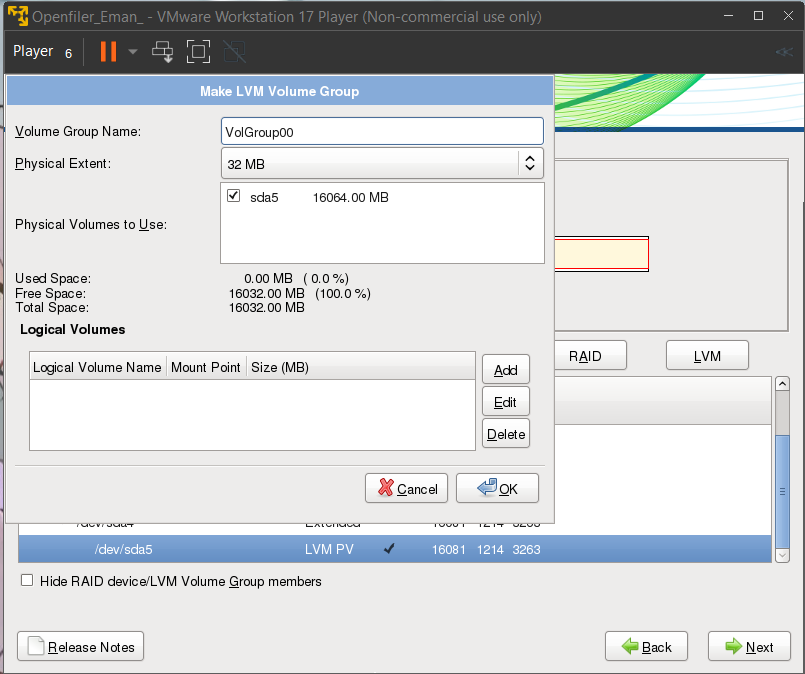 Openfiler_Eman_ - VMware Workstation 17 Player (Non-commercial use only)
Player 6
Make LVM Volume Group
Volume Group Name: VolGroup00
Physical Extent: 32 MB
Physical Volumes to Use: sda5 16064.00 MB
Used Space: 0.00 MB ( 0.0 %)
Free Space: 16032.00 MB (100.0 %)
Total Space: 16032.00 MB
Logical Volumes
RAID LVM
Logical Volume Name Mount Point Size (MB)
Add
Edit
Delete
Cancel OK
/dev/sda4 Extended 16081 1214 3263
/dev/sda5 LVM PV 16081 1214 3263
Hide RAID device/LVM Volume Group members
Release Notes Back Next